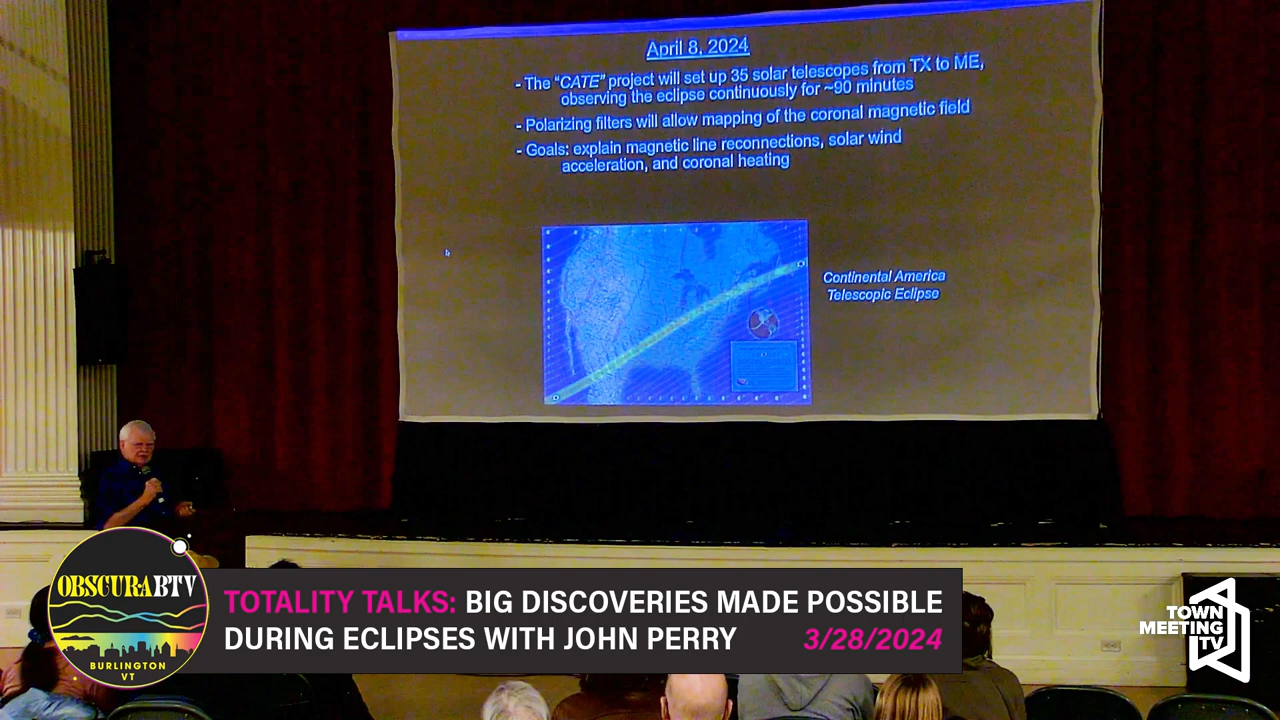 April 8, 2024
- The "CATE" project will set up 35 solar telescopes from TX to ME,
observing the eclipse continuously for ~90 minutes
- Polarizing filters will allow mapping of the coronal magnetic field
- Goals: explain magnetic line reconnections, solar wind
acceleration, and coronal heating
Continental America
Telescopic Eclipse
OBSCURABTV
BURLINGTON
VT
TOTALITY TALKS: BIG DISCOVERIES MADE POSSIBLE
DURING ECLIPSES WITH JOHN PERRY 3/28/2024
TOWN
MEETING
TV